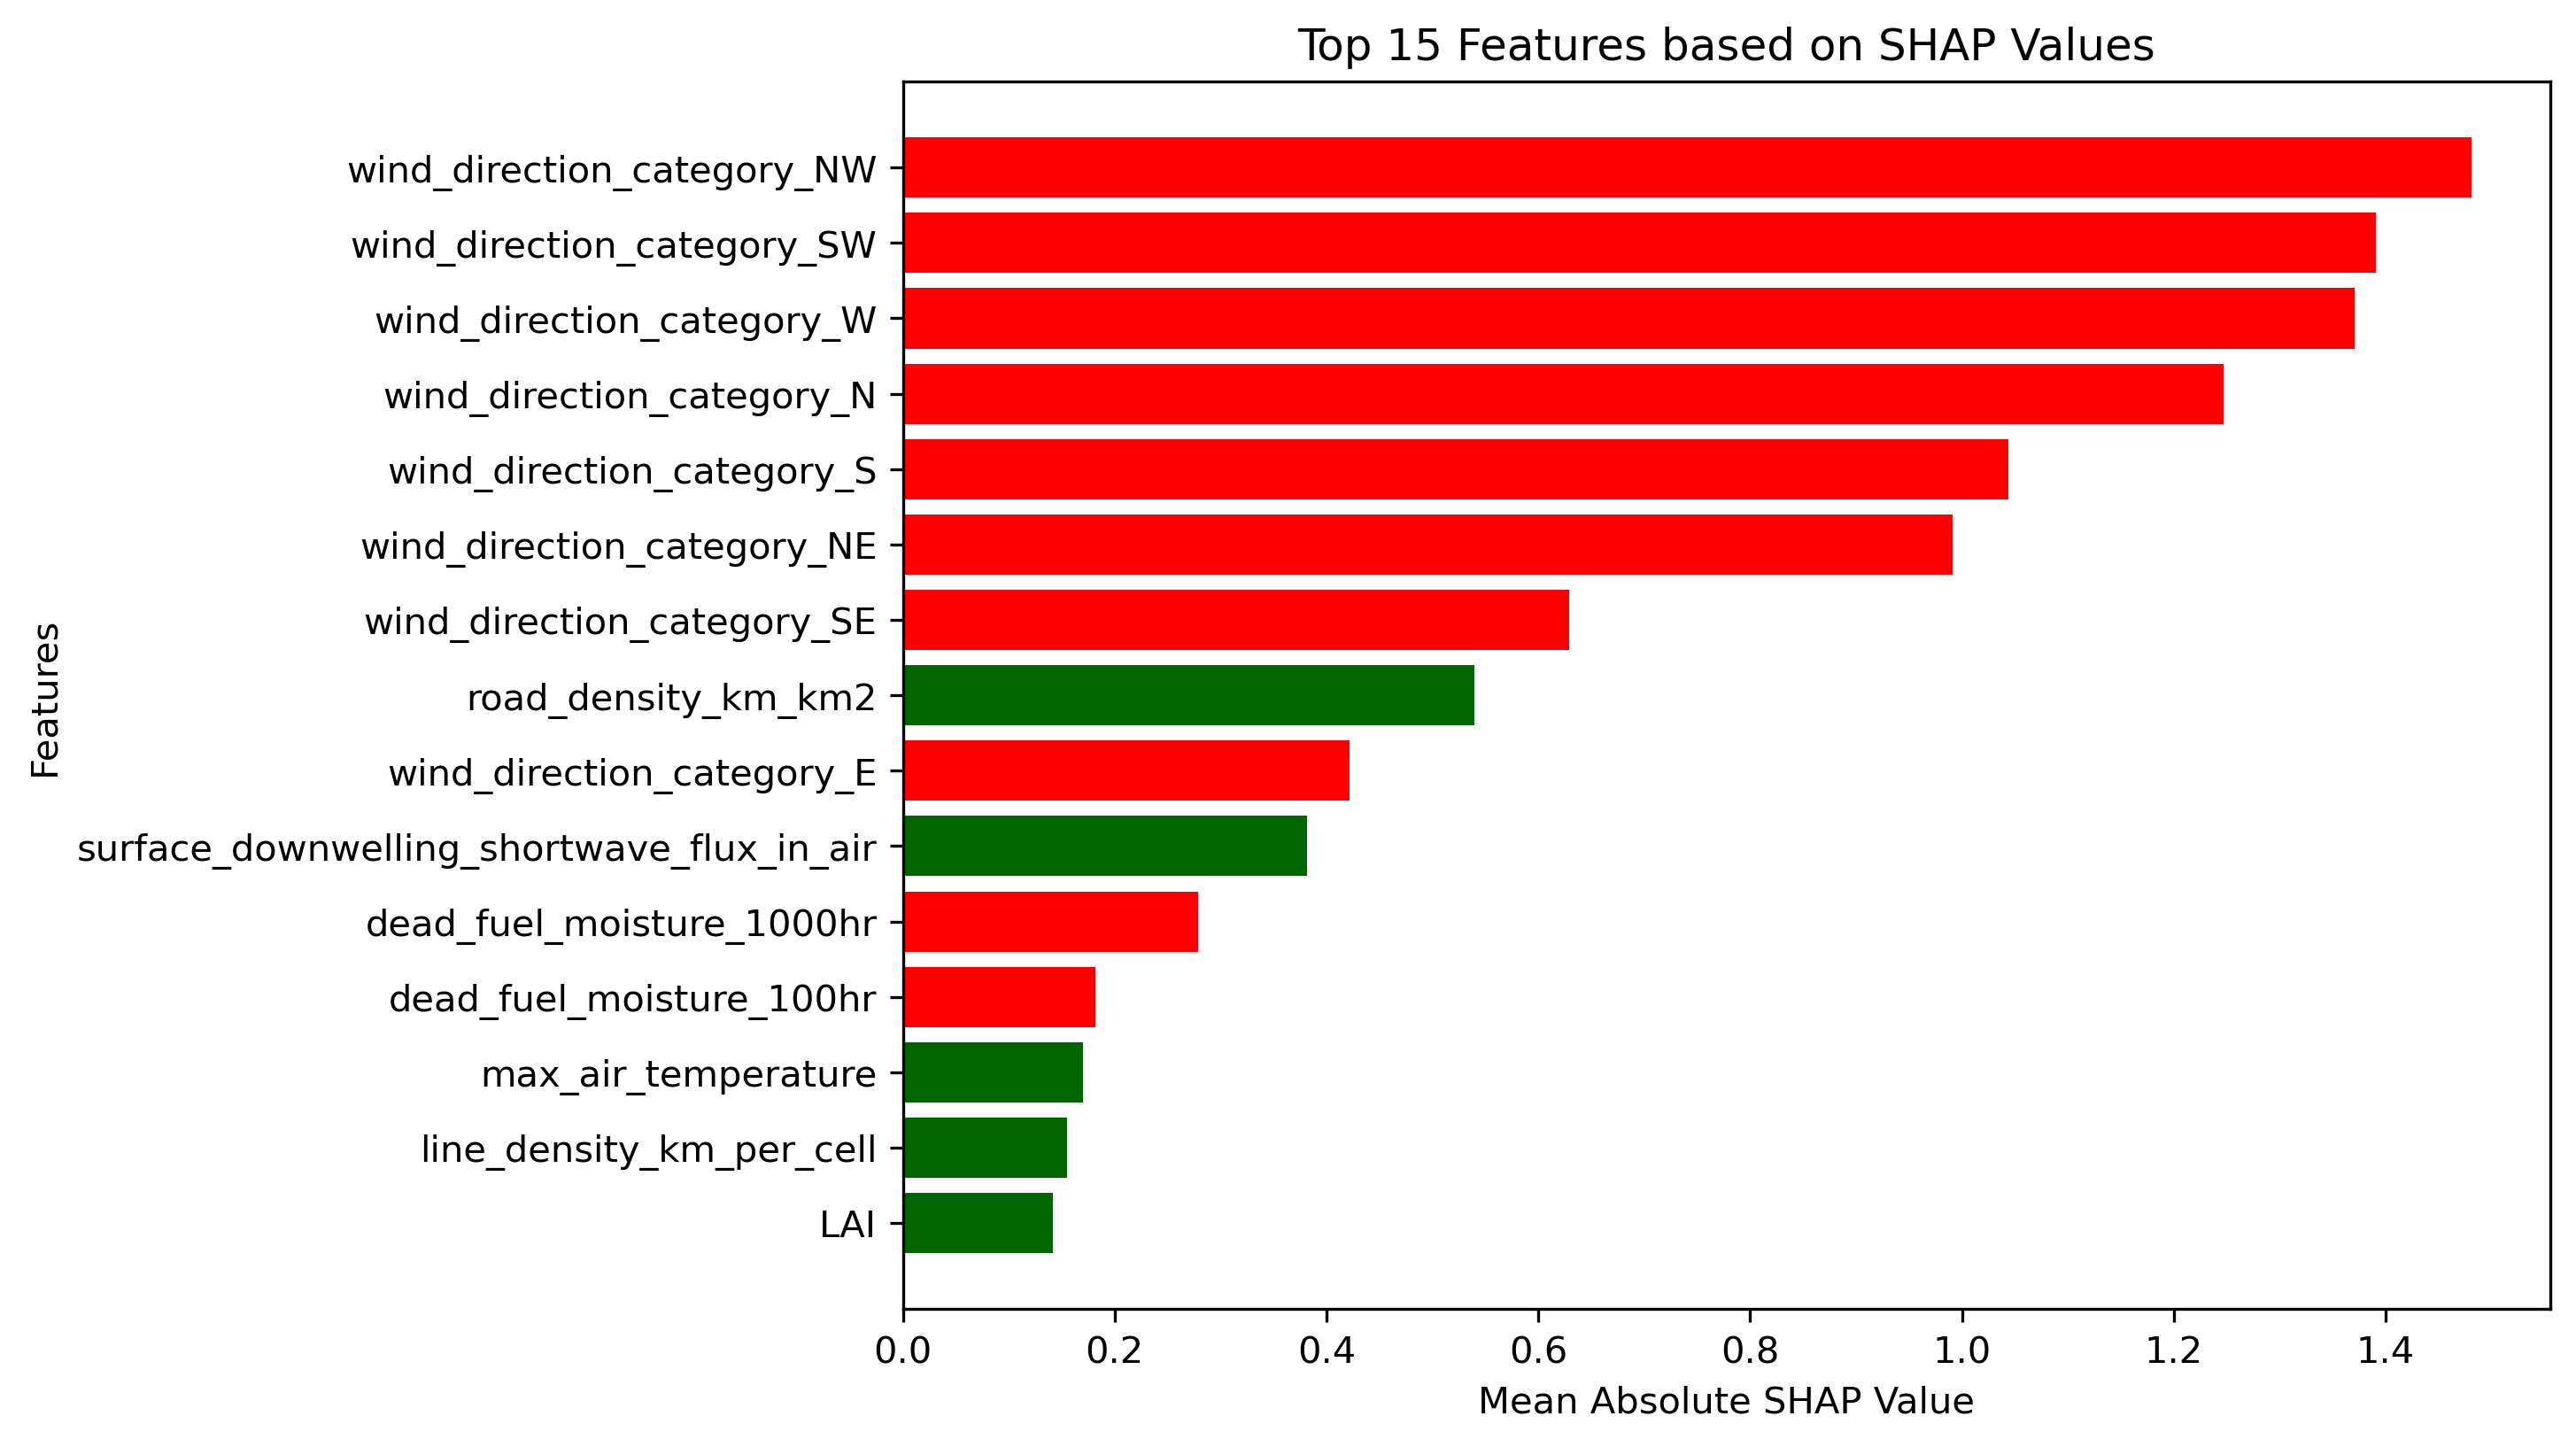 Top 15 Features based on SHAP Values
wind_direction_category_NW
wind_direction_category_SW
wind_direction_category_W
wind_direction_category_N
wind_direction_category_S
wind_direction_category_NE
wind_direction_category_SE
road_density_km_km2
wind_direction_category_E
surface_downwelling_shortwave_flux_in_air
dead_fuel_moisture_1000hr
dead_fuel_moisture_100hr
max_air_temperature
line_density_km_per_cell
LAI
Features
0.0 0.2 0.4 0.6 0.8 1.0 1.2 1.4
Mean Absolute SHAP Value